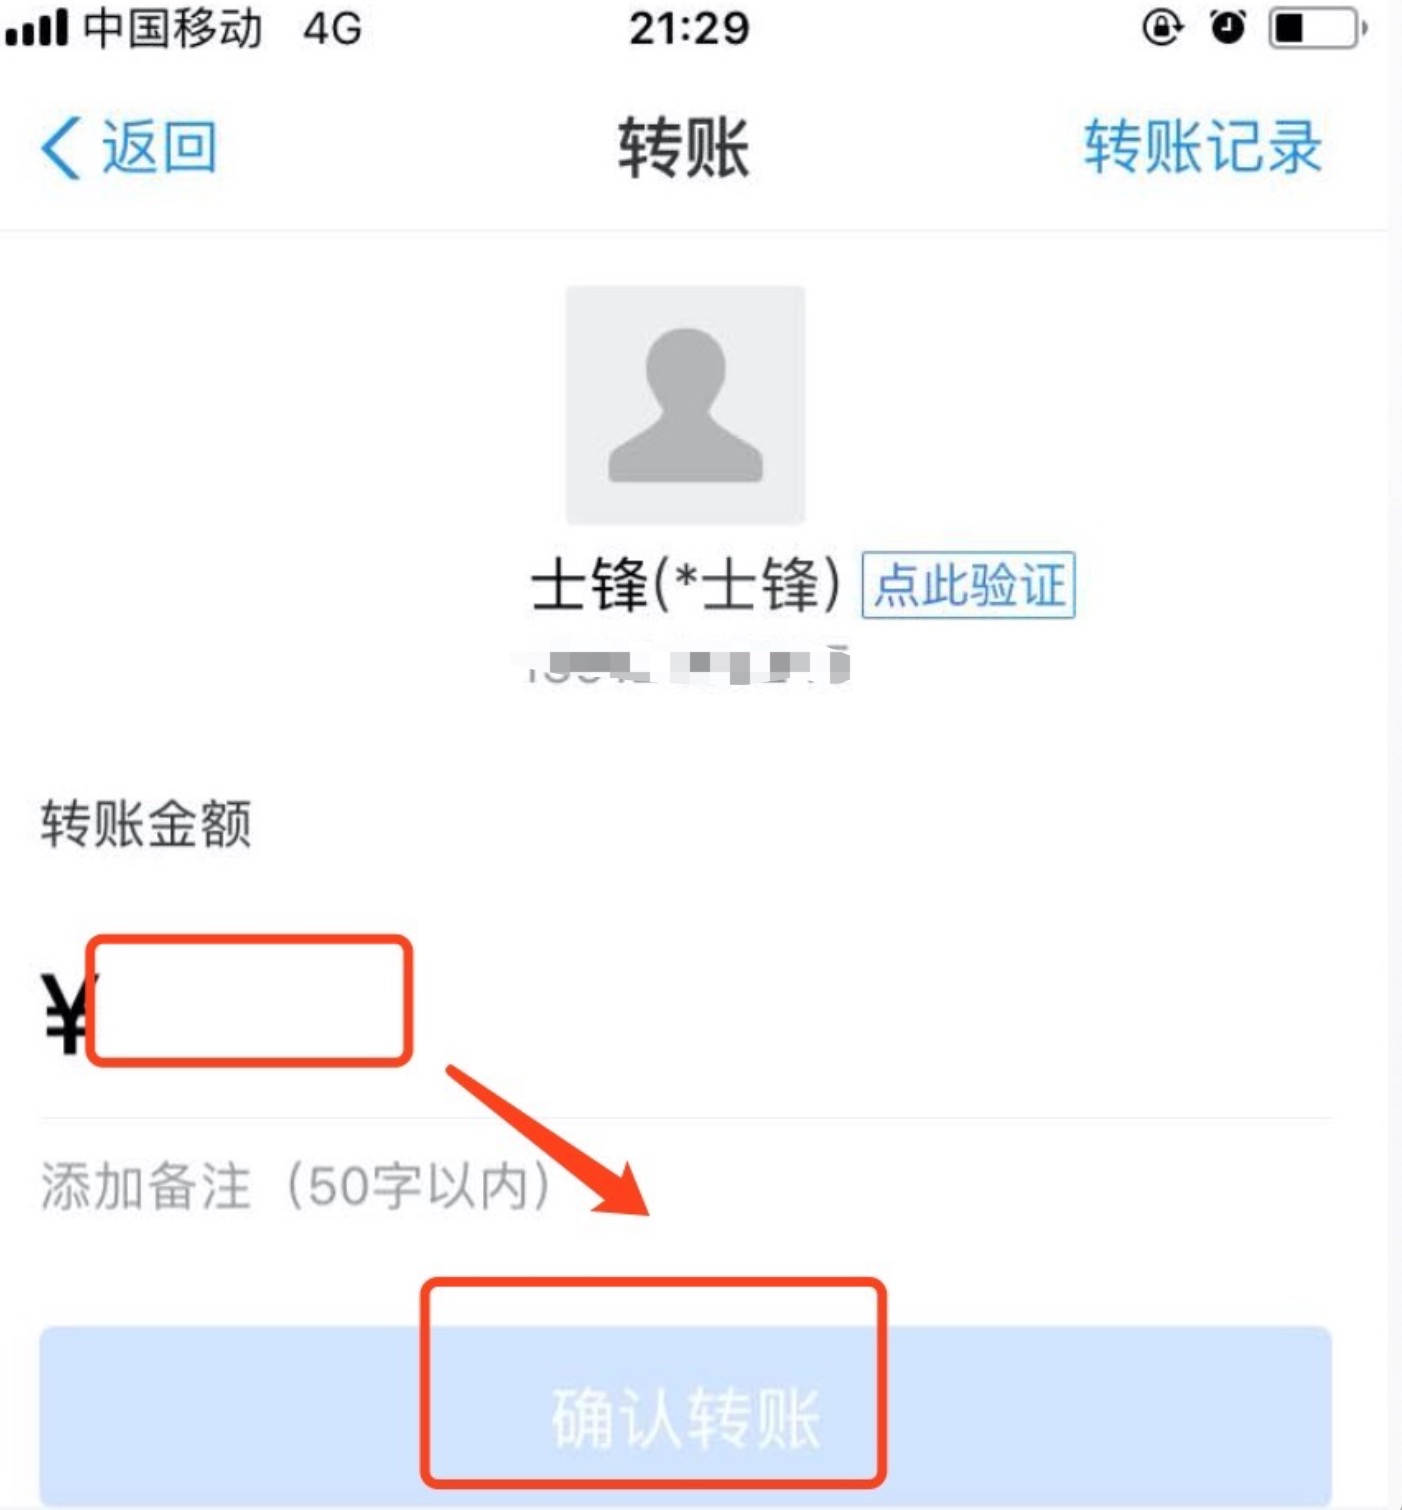 中国移动 4G 21:29
返回 转账 转账记录
士锋(*士锋) 点此验证
转账金额
¥
添加备注（50字以内）
确认转账